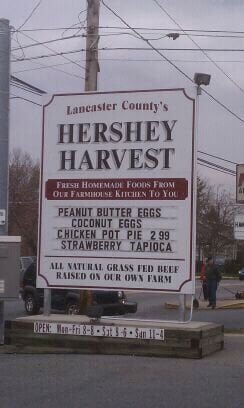 Lancaster County's
HERSHEY
HARVEST
Fresh Homemade Foods From
Our Farmhouse Kitchen To You
PEANUT BUTTER EGGS
COCONUT EGGS
CHICKEN POT PIE 2 99
STRAWBERRY TAPIOCA
ALL NATURAL GRASS FED BEEF
RAISED ON OUR OWN FARM
OPEN: Mon-Fri 8-8 • Sat 9-6 • Sun 11-4